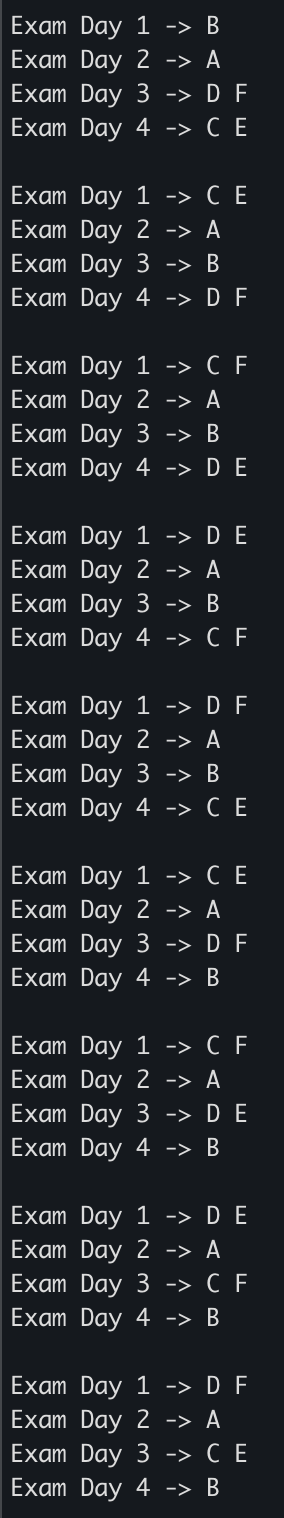 Exam Day 1 -> B
Exam Day 2 -> A
Exam Day 3 -> D F
Exam Day 4 -> C E

Exam Day 1 -> C E
Exam Day 2 -> A
Exam Day 3 -> B
Exam Day 4 -> D F

Exam Day 1 -> C F
Exam Day 2 -> A
Exam Day 3 -> B
Exam Day 4 -> D E

Exam Day 1 -> D E
Exam Day 2 -> A
Exam Day 3 -> B
Exam Day 4 -> C F

Exam Day 1 -> D F
Exam Day 2 -> A
Exam Day 3 -> B
Exam Day 4 -> C E

Exam Day 1 -> C E
Exam Day 2 -> A
Exam Day 3 -> D F
Exam Day 4 -> B

Exam Day 1 -> C F
Exam Day 2 -> A
Exam Day 3 -> D E
Exam Day 4 -> B

Exam Day 1 -> D E
Exam Day 2 -> A
Exam Day 3 -> C F
Exam Day 4 -> B

Exam Day 1 -> D F
Exam Day 2 -> A
Exam Day 3 -> C E
Exam Day 4 -> B